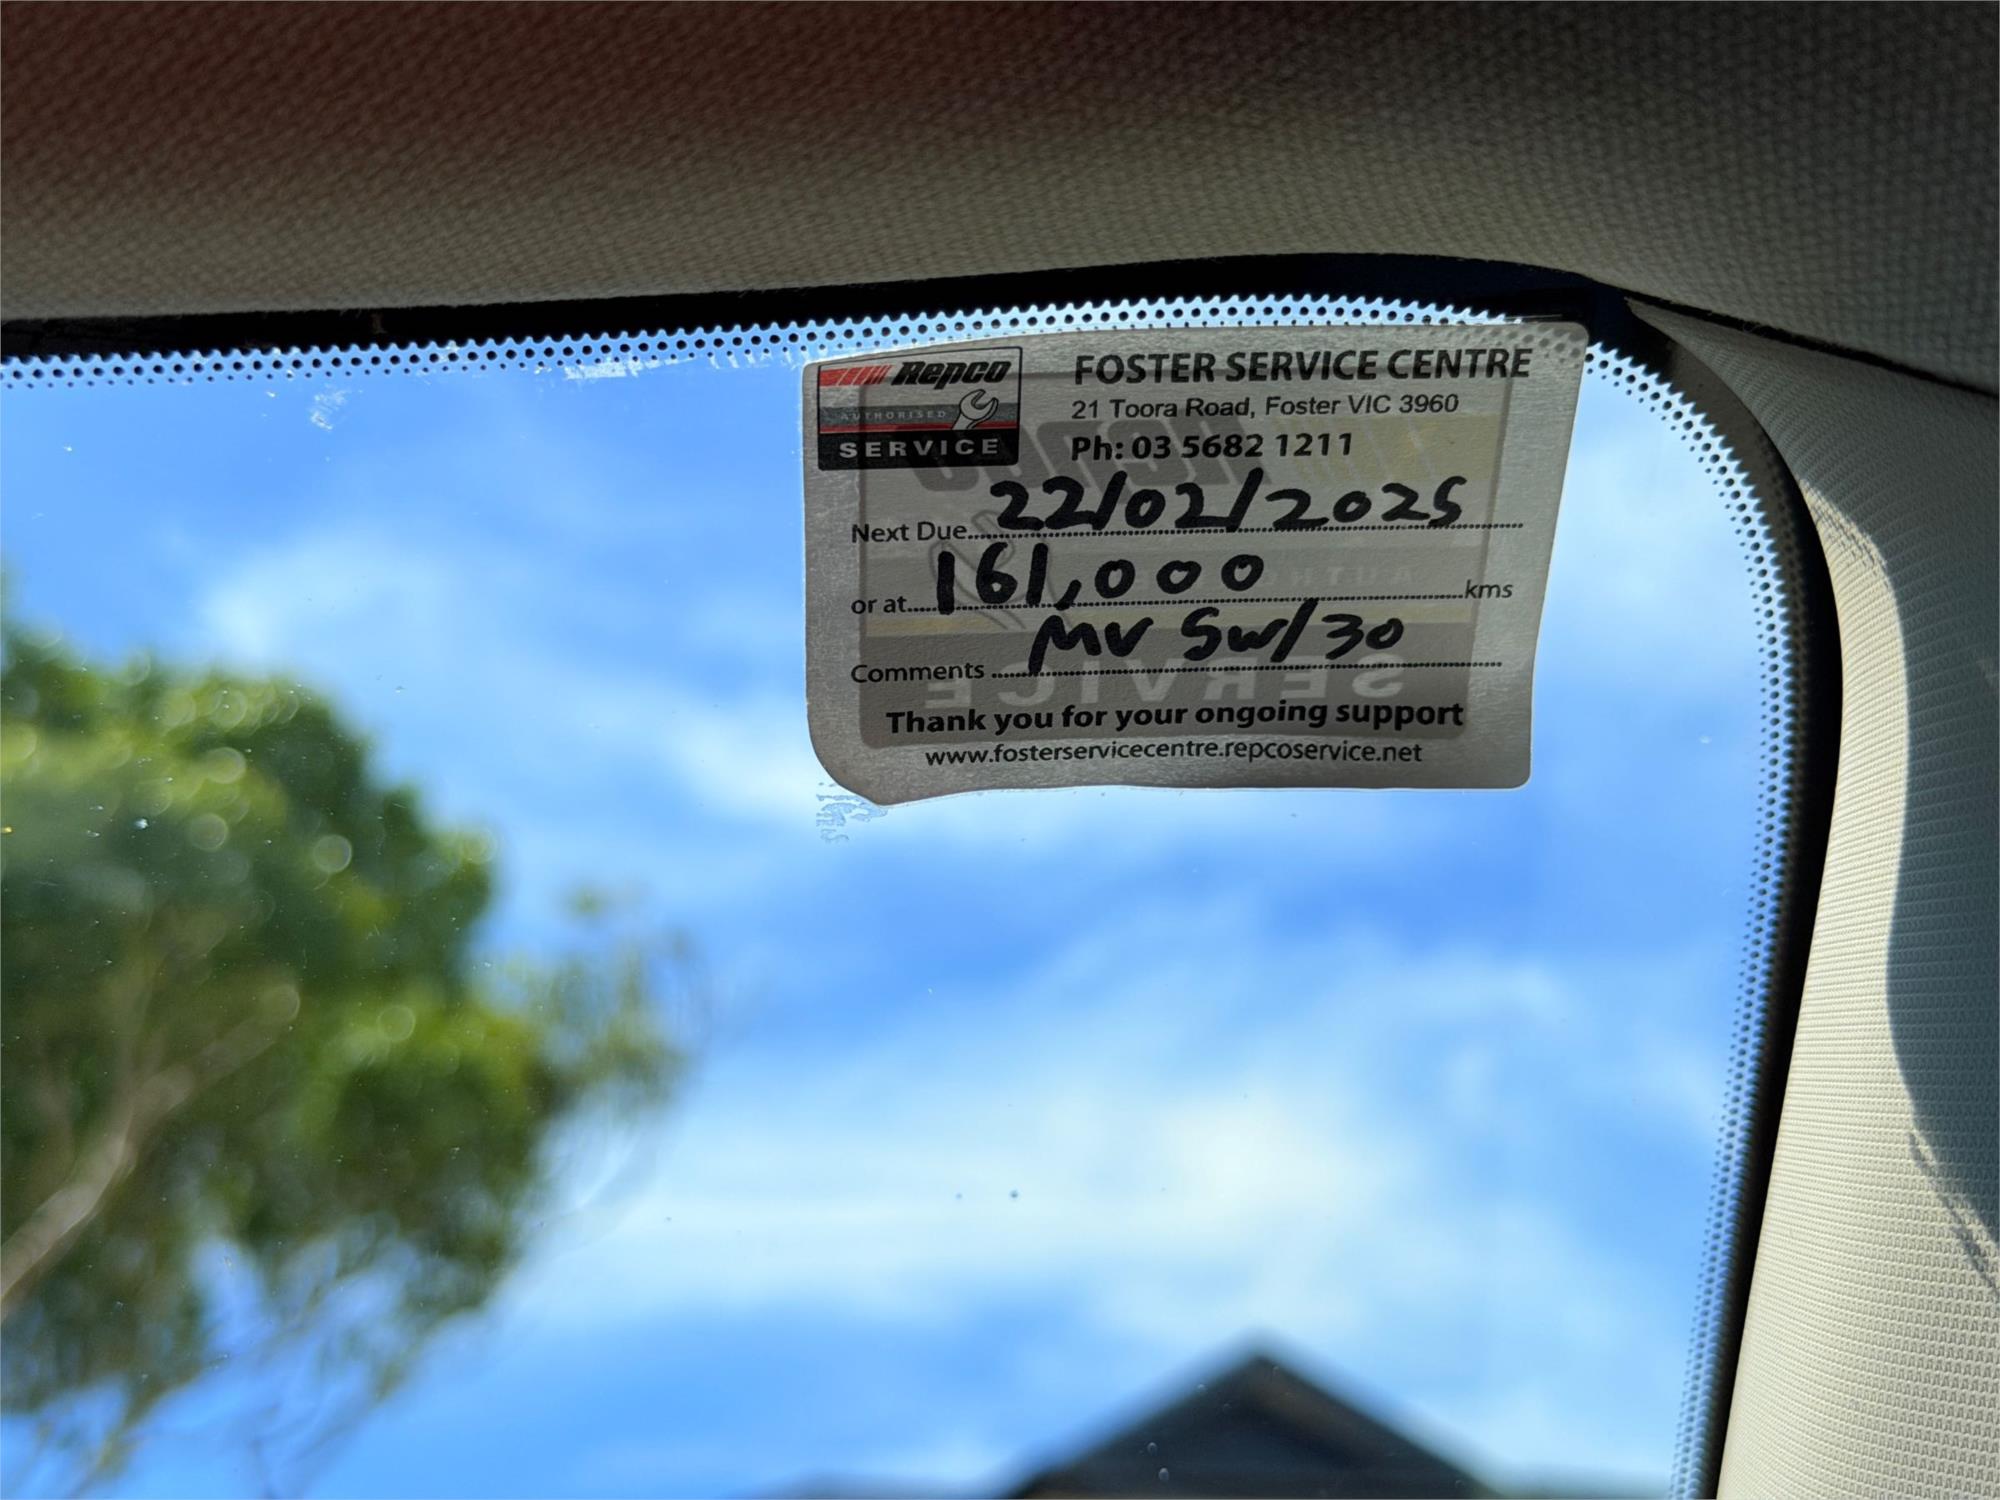 Repco
AUTHORISED
SERVICE
FOSTER SERVICE CENTRE
21 Toora Road, Foster VIC 3960
Ph: 03 5682 1211
Next Due 22/02/2025
or at 161,000 kms
Comments MV 5w/30
Thank you for your ongoing support
www.fosterservicecentre.repcoservice.net